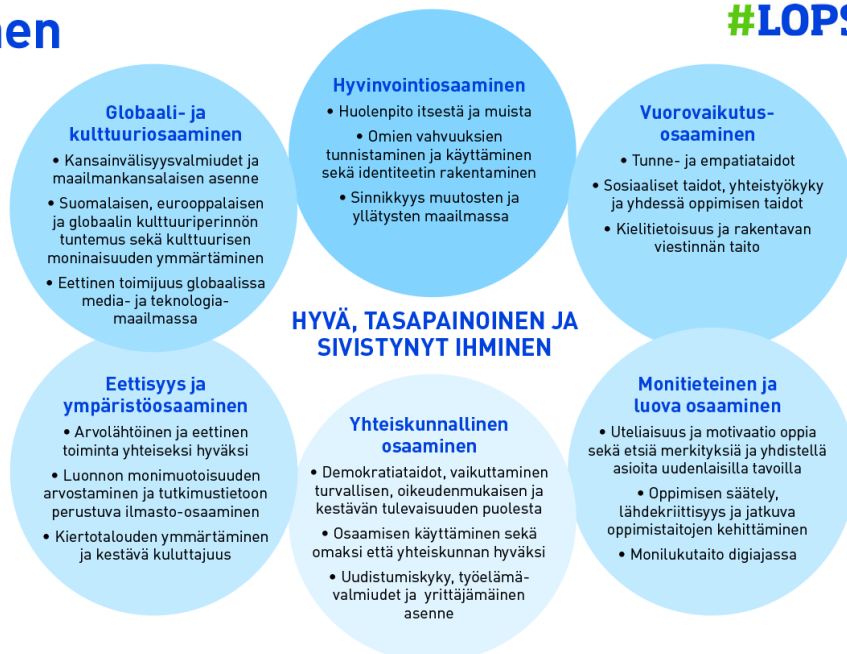 #LOPS
Hyvinvointiosaaminen
• Huolenpito itsestä ja muista
• Omien vahvuuksien
tunnistaminen ja käyttäminen
sekä identiteetin rakentaminen
• Sinnikkyys muutosten ja
yllätysten maailmassa
Globaali- ja
kulttuuriosaaminen
• Kansainvälisyysvalmiudet ja
maailmankansalaisen asenne
• Suomalaisen, eurooppalaisen
ja globaalin kulttuuriperinnön
tuntemus sekä kulttuurisen
moninaisuuden ymmärtäminen
• Eettinen toimijuus globaalissa
media- ja teknologia-
maailmassa
Vuorovaikutus-
osaaminen
• Tunne- ja empatiataidot
• Sosiaaliset taidot, yhteistyökyky
ja yhdessä oppimisen taidot
• Kielitietoisuus ja rakentavan
viestinnän taito
HYVÄ, TASAPAINOINEN JA
SIVISTYNYT IHMINEN
Eettisyys ja
ympäristöosaaminen
• Arvolähtöinen ja eettinen
toiminta yhteiseksi hyväksi
• Luonnon monimuotoisuuden
arvostaminen ja tutkimustietoon
perustuva ilmasto-osaaminen
• Kiertotalouden ymmärtäminen
ja kestävä kuluttajuus
Yhteiskunnallinen
osaaminen
• Demokratiataidot, vaikuttaminen
turvallisen, oikeudenmukaisen ja
kestävän tulevaisuuden puolesta
• Osaamisen käyttäminen sekä
omaksi että yhteiskunnan hyväksi
• Uudistumiskyky, työelämä-
valmiudet ja yrittäjämäinen
asenne
Monitieteinen ja
luova osaaminen
• Uteliaisuus ja motivaatio oppia
sekä etsiä merkityksiä ja yhdistellä
asioita uudenlaisilla tavoilla
• Oppimisen säätely,
lähdekriittisyys ja jatkuva
oppimistaitojen kehittäminen
• Monilukutaito digiajassa